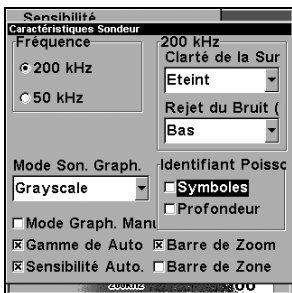 Sensibilité
Caractéristiques Sondeur
Fréquence
200 kHz
50 kHz
200 kHz
Clarté de la Sur
Eteint
Rejet du Bruit (
Bas
Mode Son. Graph.
Grayscale
Identifiant Poisso
Symboles
Profondeur
Mode Graph. Manu
Gamme de Auto
Barre de Zoom
Sensibilité Auto.
Barre de Zone
200kHz
00